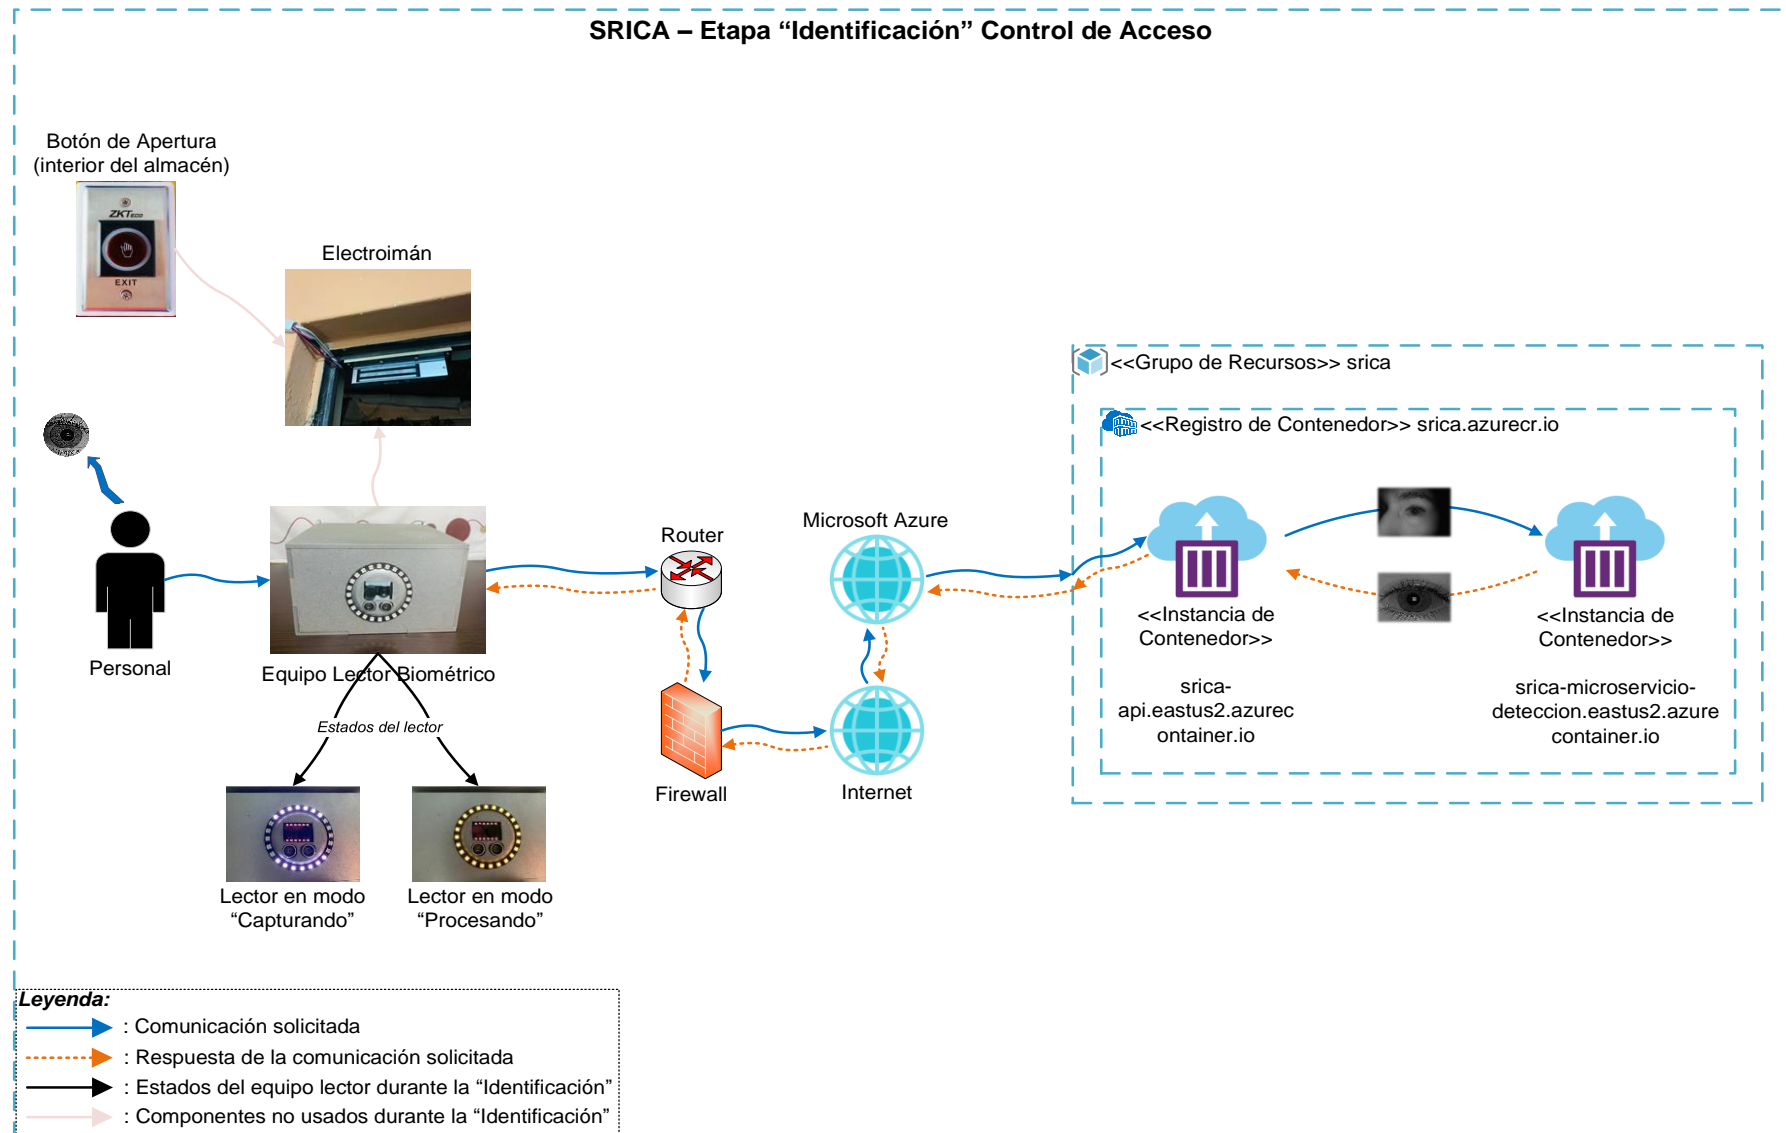 SRICA – Etapa “Identificación” Control de Acceso
Botón de Apertura
(interior del almacén)
ZKTeco
EXIT
Electroimán
<<Grupo de Recursos>> srica
<<Registro de Contenedor>> srica.azurecr.io
Microsoft Azure
Router
<<Instancia de
Contenedor>>
<<Instancia de
Contenedor>>
Personal
Equipo Lector Biométrico
srica-
api.eastus2.azurec
ontainer.io
srica-microservicio-
deteccion.eastus2.azure
container.io
Estados del lector
Firewall
Internet
Lector en modo
“Capturando”
Lector en modo
“Procesando”
Leyenda:
: Comunicación solicitada
: Respuesta de la comunicación solicitada
: Estados del equipo lector durante la “Identificación”
: Componentes no usados durante la “Identificación”